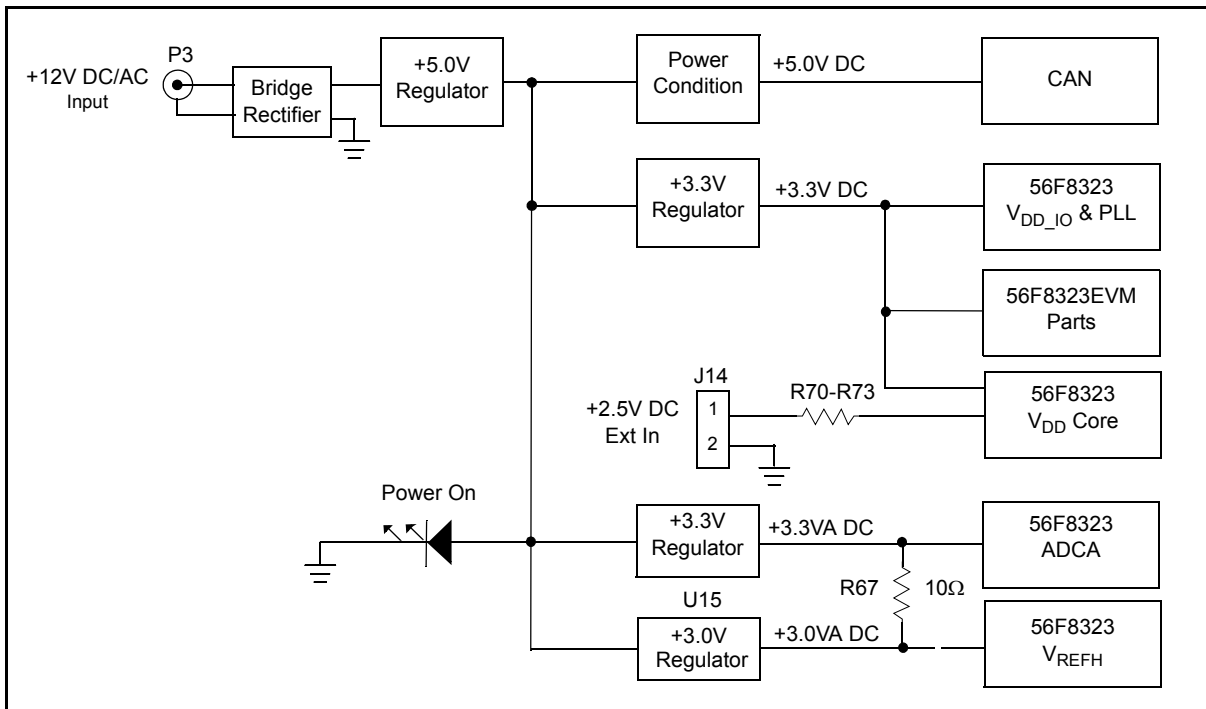 P3
+12V DC/AC
Input
Bridge
Rectifier
+5.0V
Regulator
Power
Condition
+5.0V DC
CAN
+3.3V
Regulator
+3.3V DC
56F8323
VDD_IO & PLL
56F8323EVM
Parts
J14
+2.5V DC
Ext In
1
2
R70-R73
56F8323
VDD Core
Power On
+3.3V
Regulator
+3.3VA DC
56F8323
ADCA
R67
10Ω
U15
+3.0V
Regulator
+3.0VA DC
56F8323
VREFH